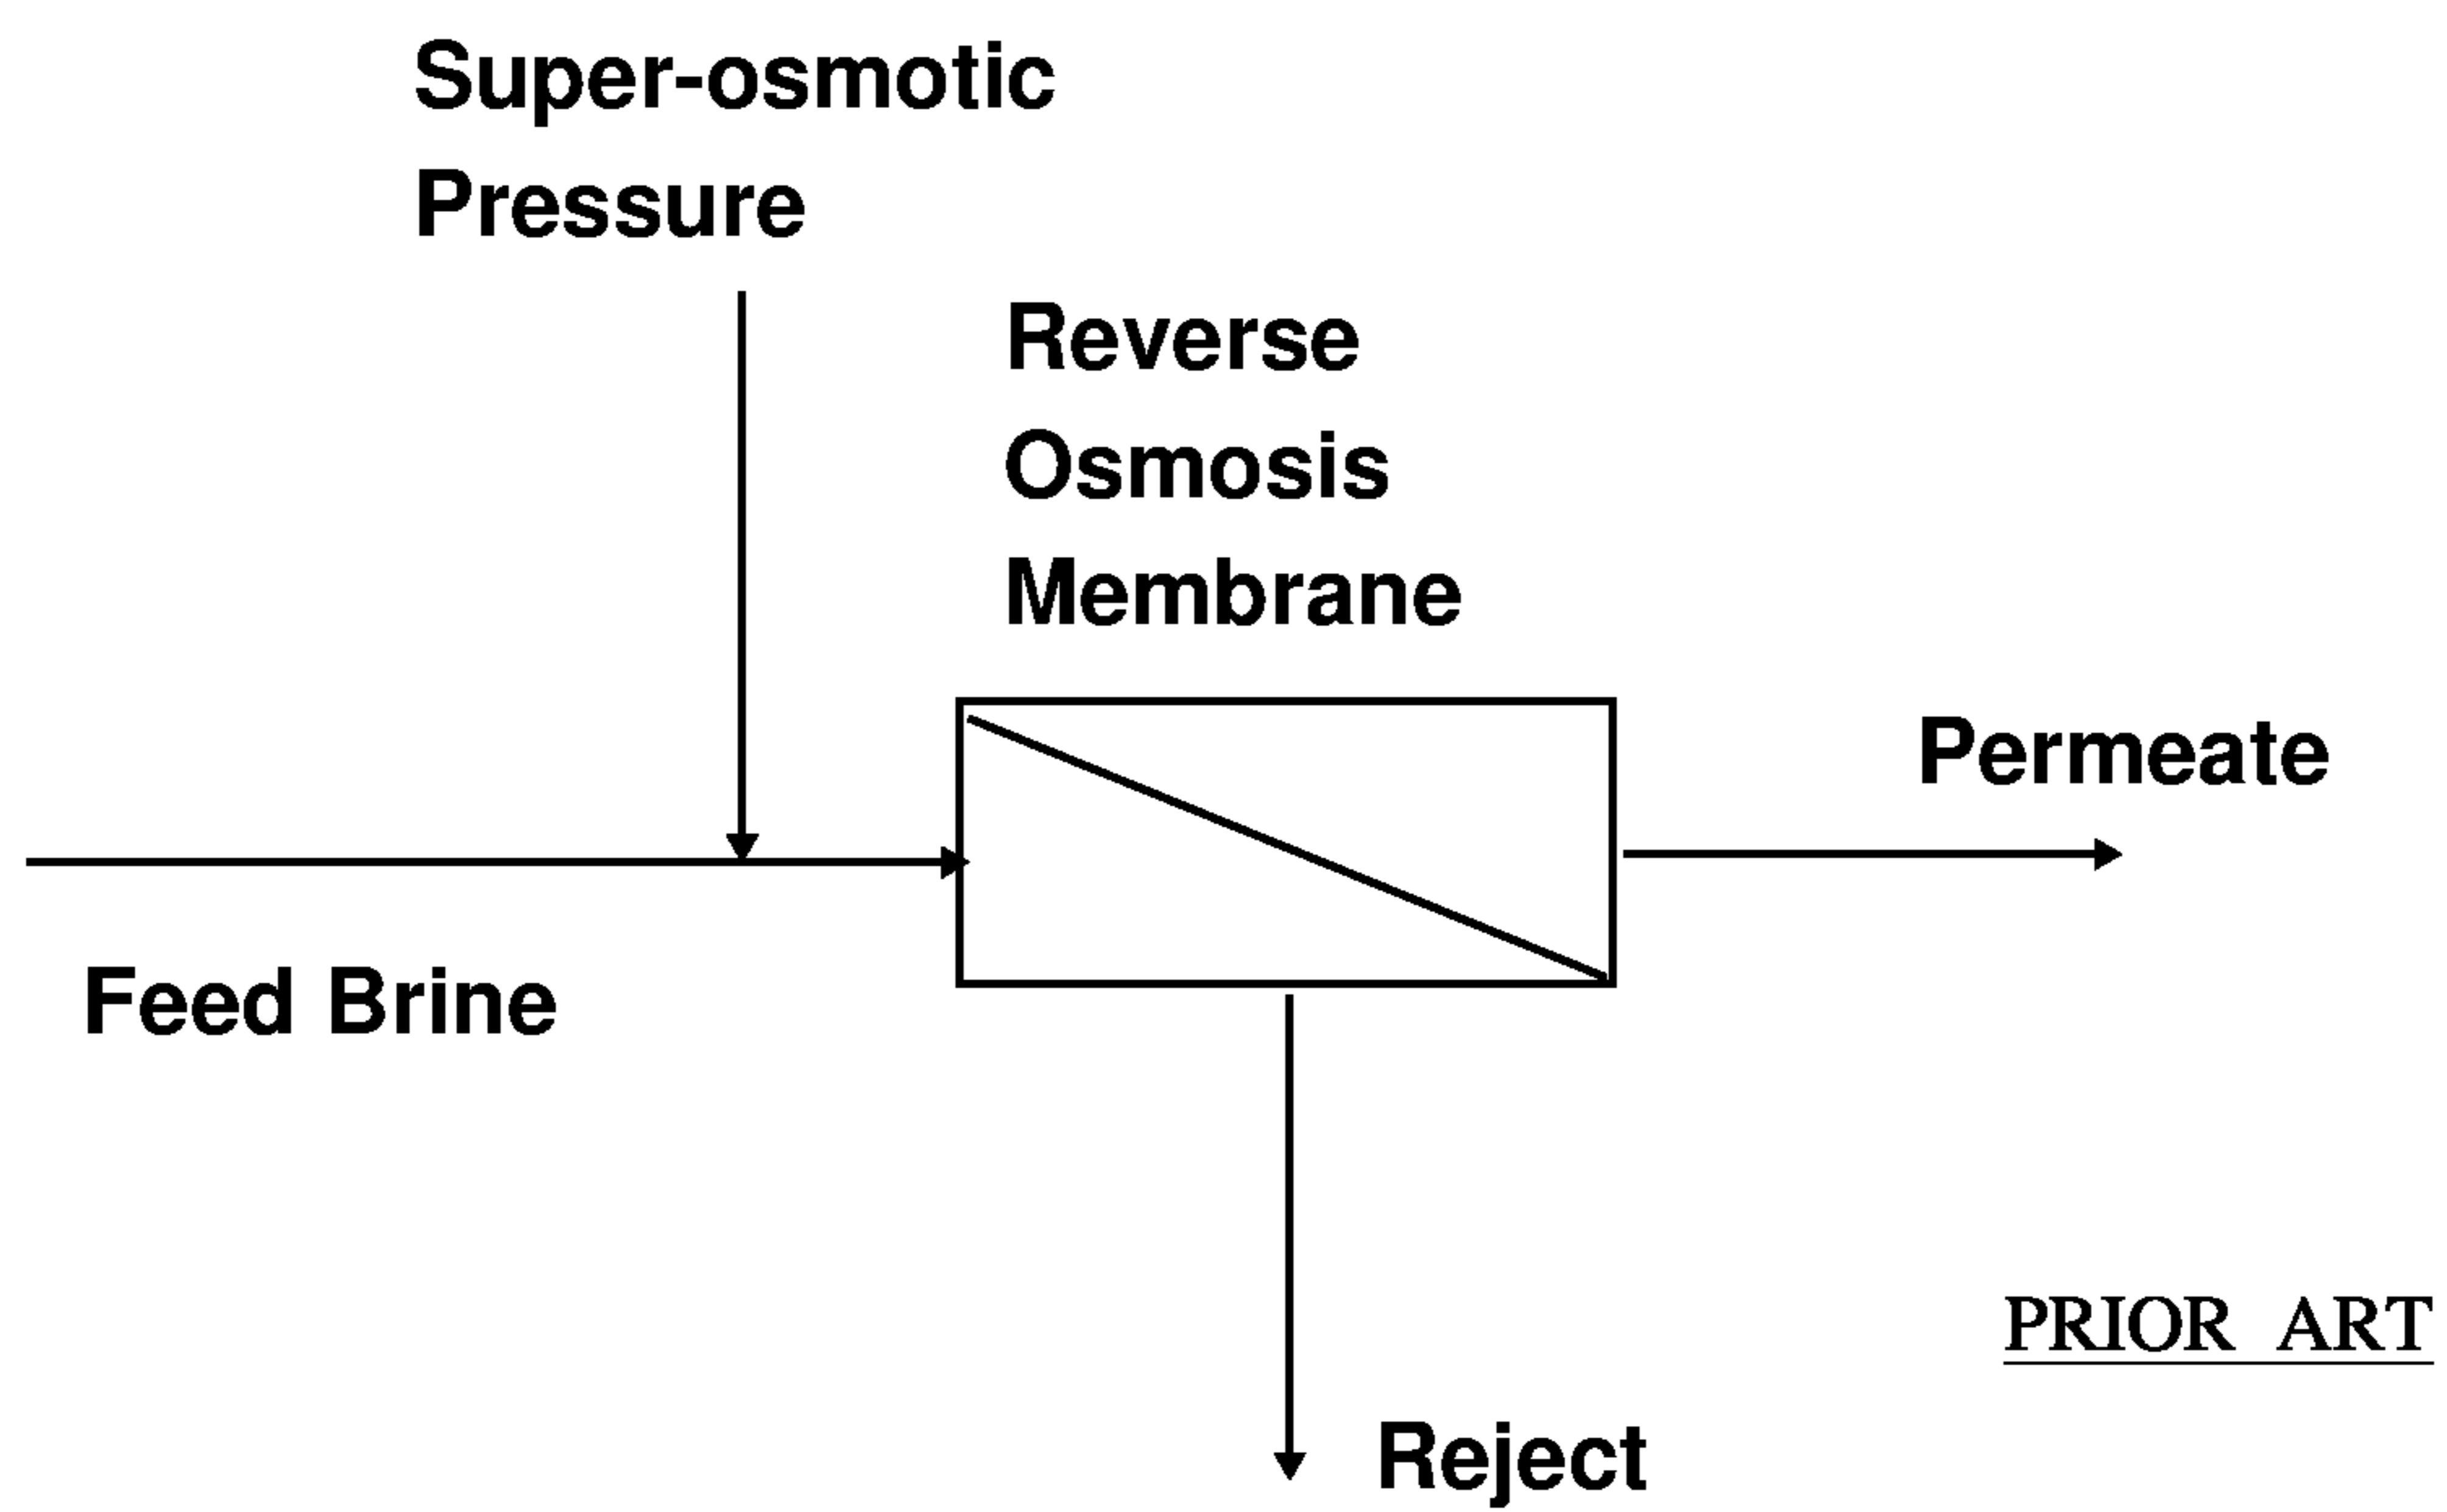 Super-osmotic
Pressure
Reverse
Osmosis
Membrane
Permeate
Feed Brine
PRIOR ART
Reject